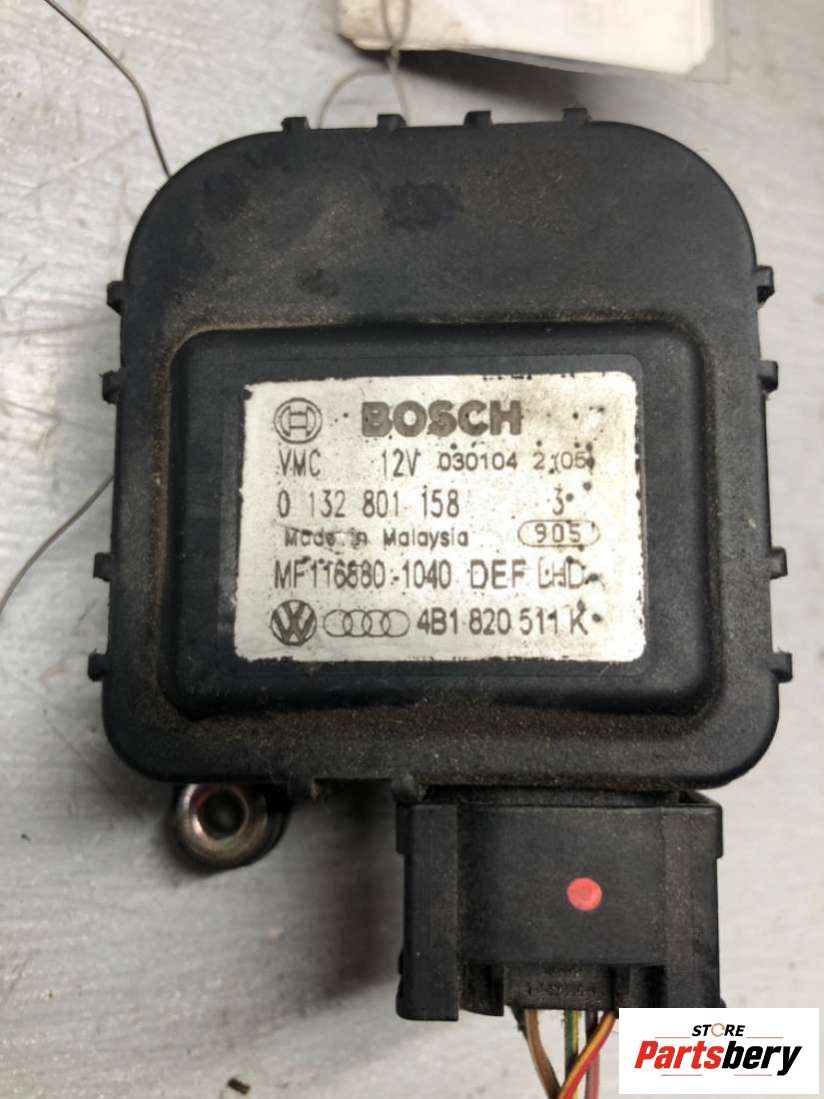 BOSCH
VMC 12V 030104 2105
0 132 801 158 3
Made in Malaysia 905
MF116880-1040 DEF LHD
4B1 820 511 K
STORE
Partsbery